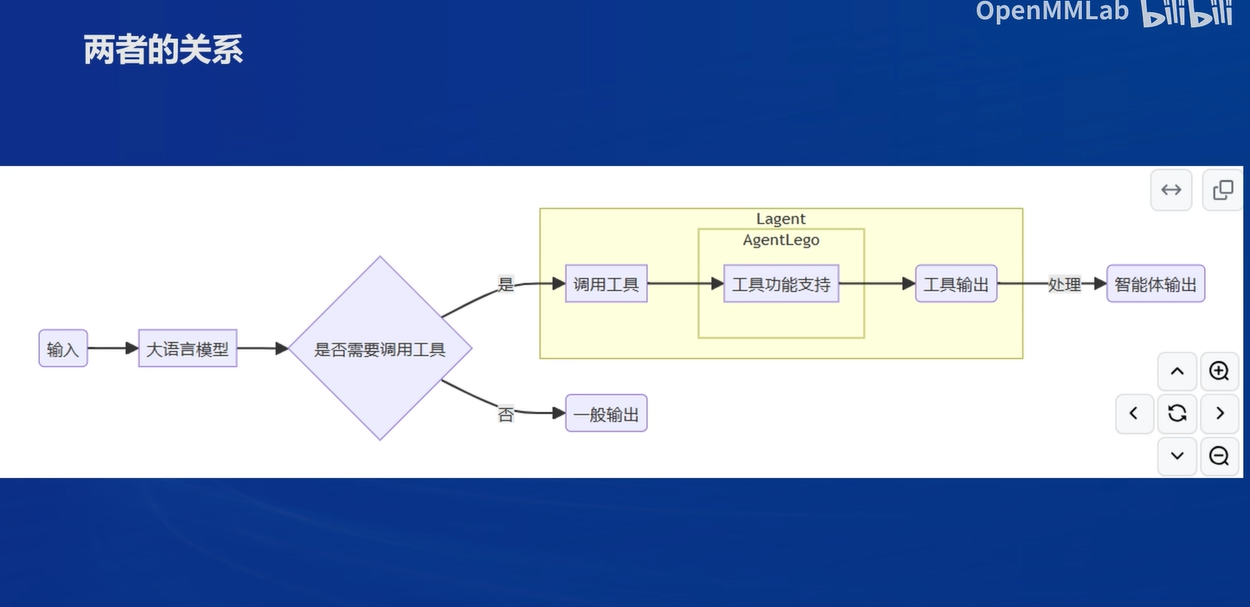 OpenMMLab bilibili
两者的关系
Lagent
AgentLego
是
调用工具
工具功能支持
工具输出
处理
智能体输出
输入
大语言模型
是否需要调用工具
否
一般输出